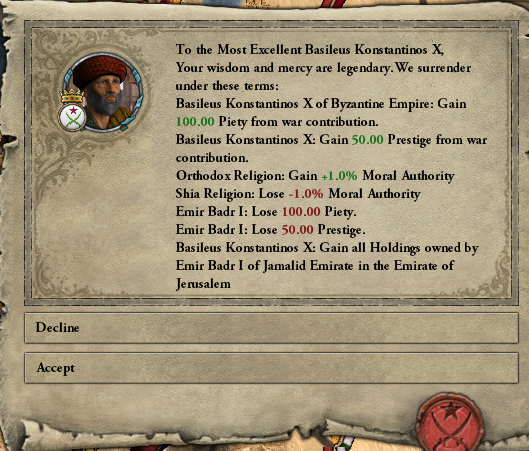 To the Most Excellent Basileus Konstantinos X,
Your wisdom and mercy are legendary. We surrender
under these terms:
Basileus Konstantinos X of Byzantine Empire: Gain
100.00 Piety from war contribution.
Basileus Konstantinos X: Gain 50.00 Prestige from war
contribution.
Orthodox Religion: Gain +1.0% Moral Authority
Shia Religion: Lose -1.0% Moral Authority
Emir Badr I: Lose 100.00 Piety.
Emir Badr I: Lose 50.00 Prestige.
Basileus Konstantinos X: Gain all Holdings owned by
Emir Badr I of Jamalid Emirate in the Emirate of
Jerusalem
Decline
Accept